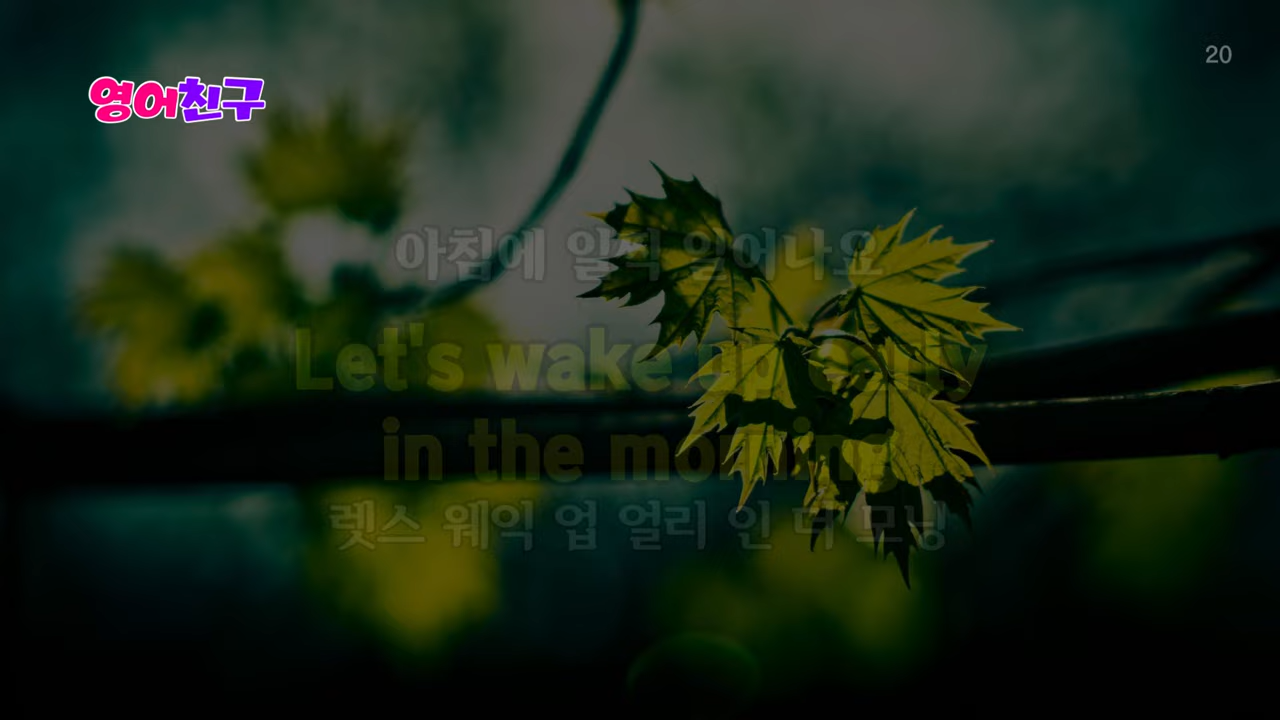 영어친구
20
아침에 일찍 일어나요
Let's wake up early
in the morning
렛스 웨익 업 얼리 인 더 모닝